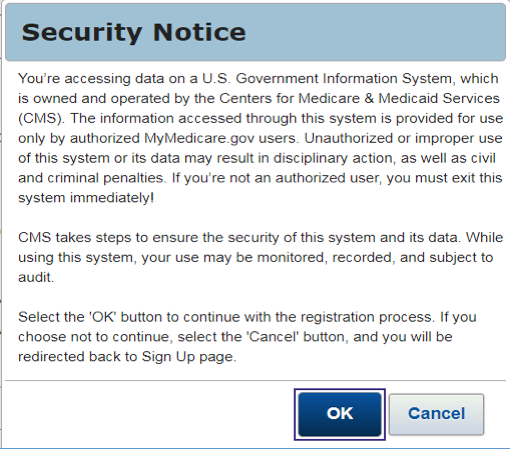 Security Notice
You're accessing data on a U.S. Government Information System, which
is owned and operated by the Centers for Medicare & Medicaid Services
(CMS). The information accessed through this system is provided for use
only by authorized MyMedicare.gov users. Unauthorized or improper use
of this system or its data may result in disciplinary action, as well as civil
and criminal penalties. If you're not an authorized user, you must exit this
system immediately!
CMS takes steps to ensure the security of this system and its data. While
using this system, your use may be monitored, recorded, and subject to
audit.
Select the 'OK' button to continue with the registration process. If you
choose not to continue, select the 'Cancel' button, and you will be
redirected back to Sign Up page.
OK Cancel